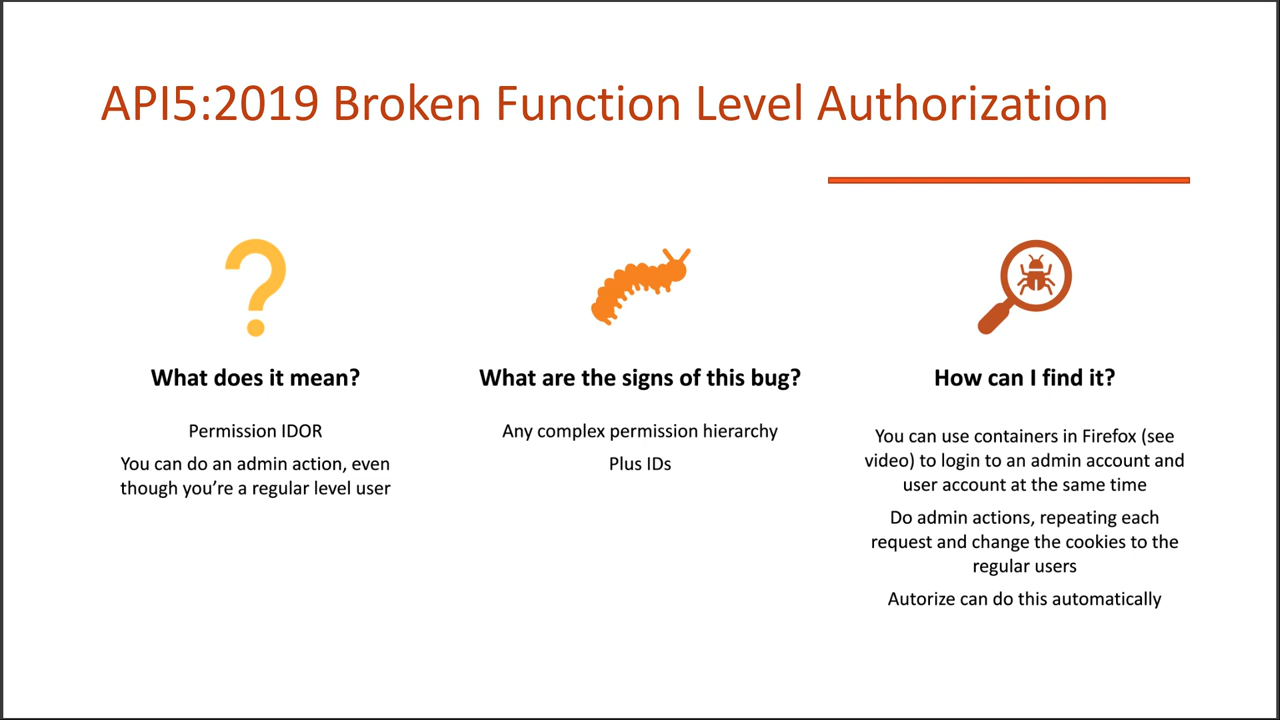 API5:2019 Broken Function Level Authorization
What does it mean?
Permission IDOR
You can do an admin action, even
though you’re a regular level user
What are the signs of this bug?
Any complex permission hierarchy
Plus IDs
How can I find it?
You can use containers in Firefox (see
video) to login to an admin account and
user account at the same time
Do admin actions, repeating each
request and change the cookies to the
regular users
Autorize can do this automatically